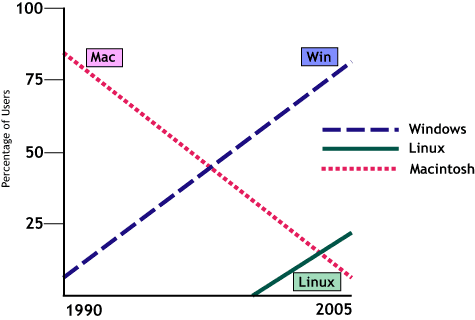 100
Mac
Win
75
Percentage of Users
Windows
50
Linux
Macintosh
25
Linux
1990
2005